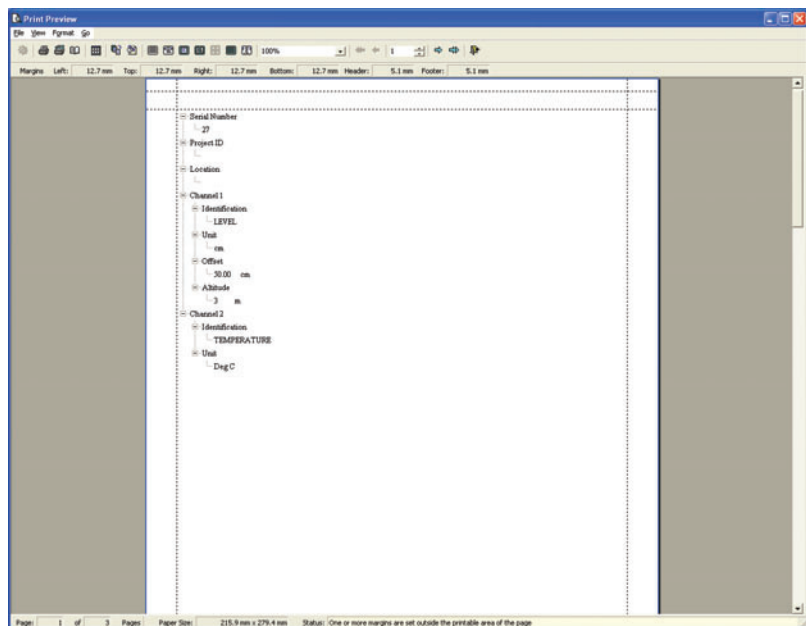 Print Preview
File View Format Go
100% 1
Margins Left: 12.7 mm Top: 12.7 mm Right: 12.7 mm Bottom: 12.7 mm Header: 5.1 mm Footer: 5.1 mm
Serial Number
27
Project ID
Location
Channel 1
Identification
LEVEL
Unit
cm
Offset
50.00 cm
Altitude
3 m
Channel 2
Identification
TEMPERATURE
Unit
Deg C
Page: 1 of 3 Pages Paper Size: 215.9 mm x 279.4 mm Status: One or more margins are set outside the printable area of the page